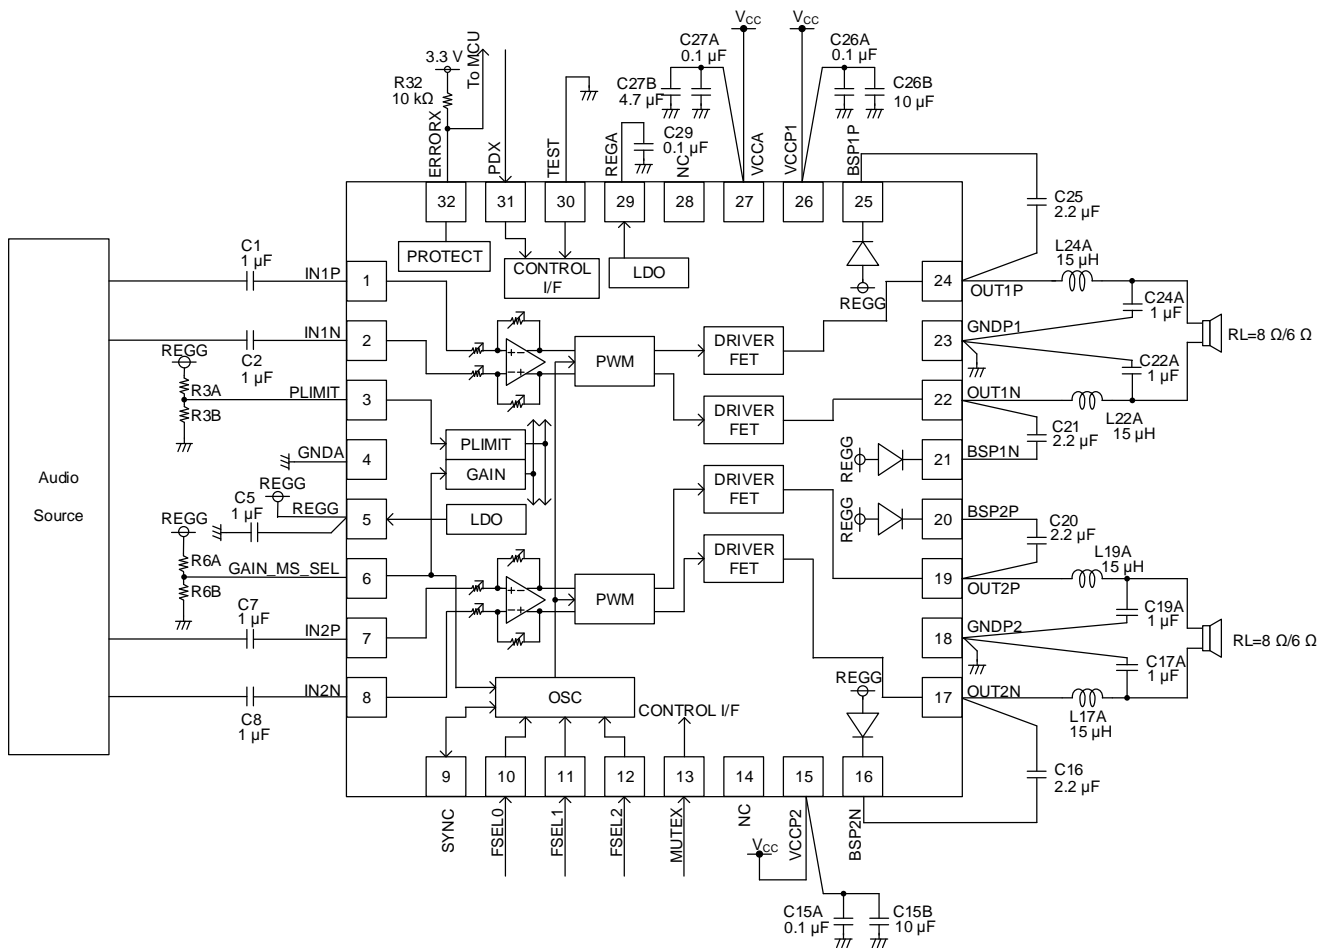 VCC
VCC
3.3 V
To MCU
R32
10 kΩ
C27A
0.1 µF
C27B
4.7 µF
C26A
0.1 µF
C26B
10 µF
C29
0.1 µF
ERRORX
PDX
TEST
REGA
NC
VCCA
VCCP1
BSP1P
32
31
30
29
28
27
26
25
C25
2.2 µF
PROTECT
CONTROL
I/F
LDO
REGG
Audio
Source
C1
1 µF
IN1P
1
C2
1 µF
IN1N
2
REGG
R3A
R3B
PLIMIT
3
GNDA
4
REGG
C5
1 µF
REGG
5
REGG
R6A
R6B
GAIN_MS_SEL
6
C7
1 µF
IN2P
7
C8
1 µF
IN2N
8
PWM
DRIVER
FET
DRIVER
FET
PLIMIT
GAIN
LDO
DRIVER
FET
DRIVER
FET
PWM
OSC
CONTROL I/F
REGG
REGG
REGG
24
OUT1P
L24A
15 µH
C24A
1 µF
23
GNDP1
RL=8 Ω/6 Ω
C22A
1 µF
22
OUT1N
L22A
15 µH
C21
2.2 µF
21
BSP1N
20
BSP2P
C20
2.2 µF
19
OUT2P
L19A
15 µH
C19A
1 µF
18
GNDP2
RL=8 Ω/6 Ω
C17A
1 µF
17
OUT2N
L17A
15 µH
C16
2.2 µF
9
10
11
12
13
14
15
16
SYNC
FSEL0
FSEL1
FSEL2
MUTEX
NC
VCCP2
BSP2N
VCC
C15A
0.1 µF
C15B
10 µF